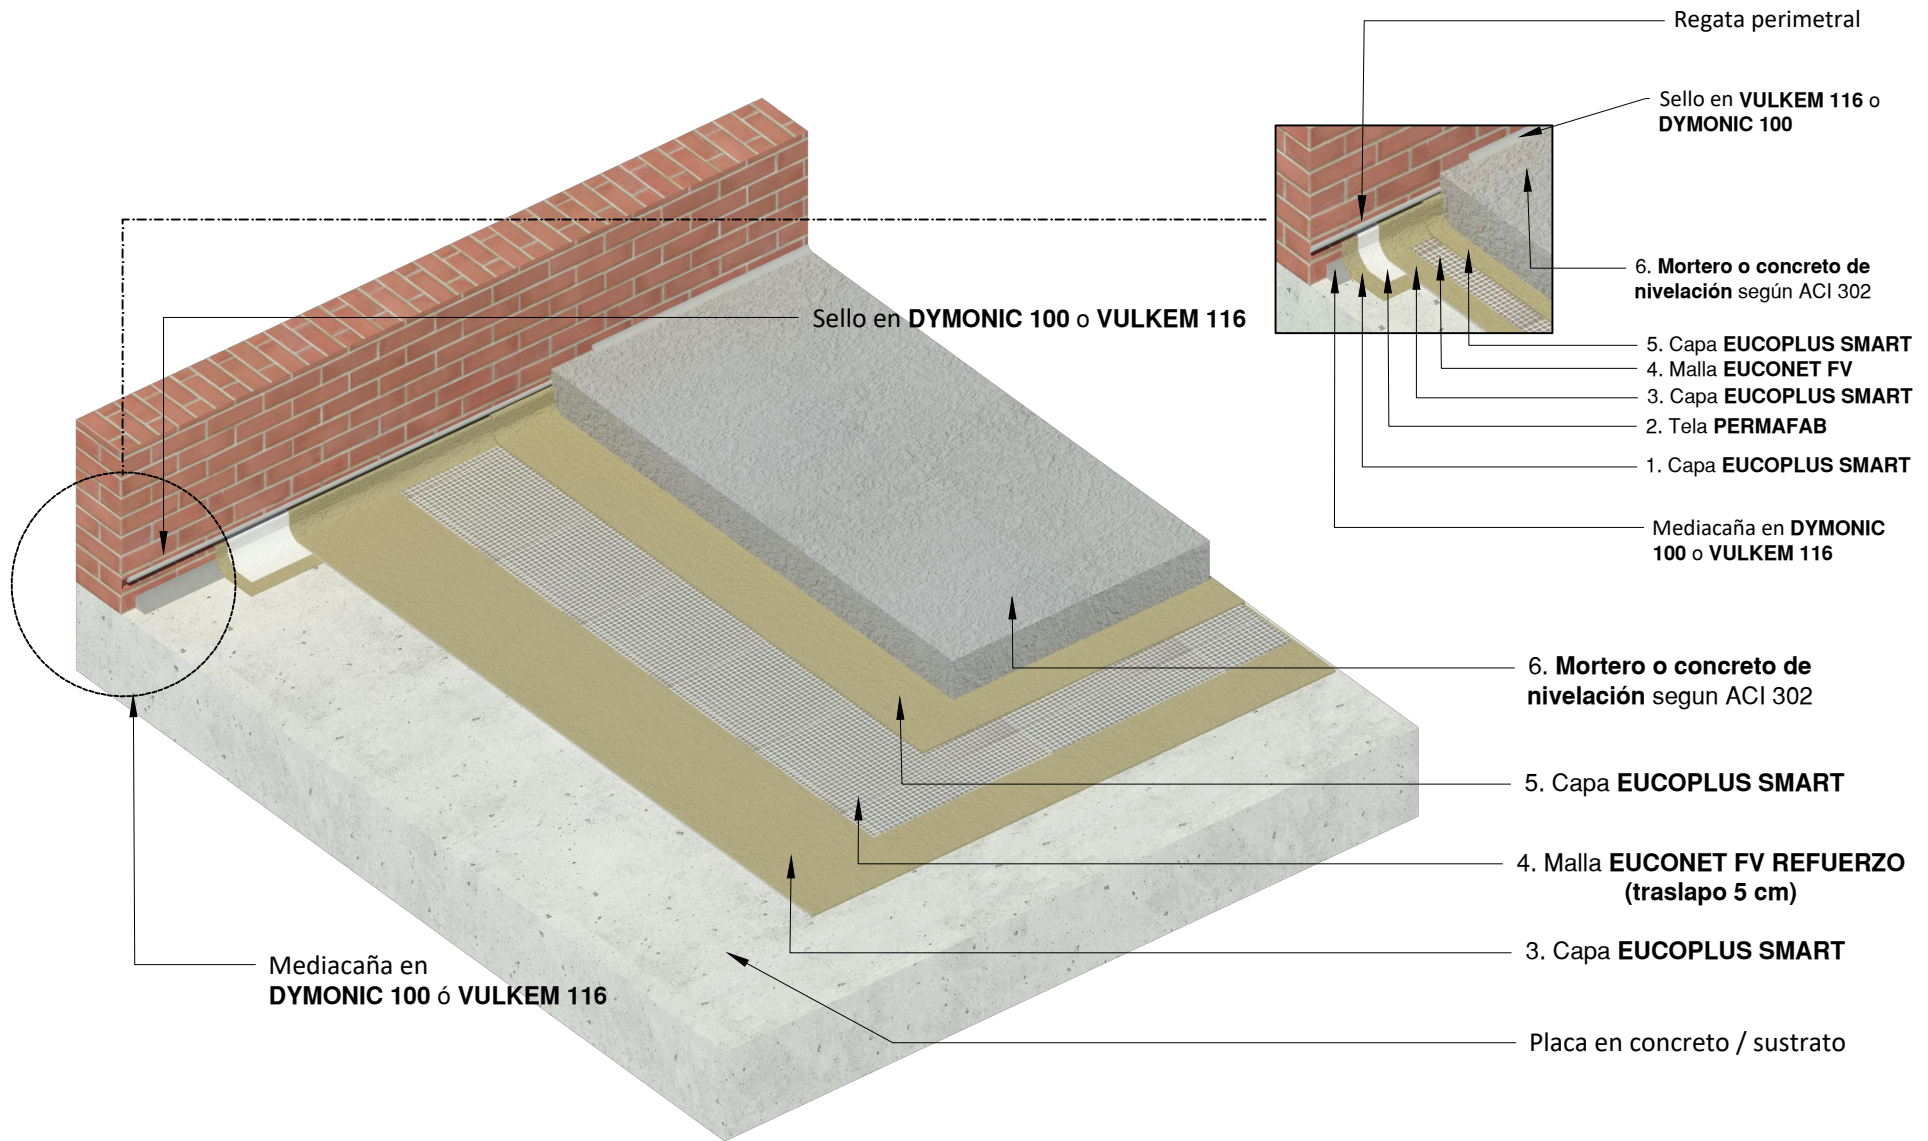 Regata perimetral
Sello en VULKEM 116 o
DYMONIC 100
6. Mortero o concreto de
nivelación según ACI 302
5. Capa EUCOPLUS SMART
4. Malla EUCONET FV
3. Capa EUCOPLUS SMART
2. Tela PERMAFAB
1. Capa EUCOPLUS SMART
Mediacaña en DYMONIC
100 o VULKEM 116
Sello en DYMONIC 100 o VULKEM 116
6. Mortero o concreto de
nivelación segun ACI 302
5. Capa EUCOPLUS SMART
4. Malla EUCONET FV REFUERZO
(traslapo 5 cm)
3. Capa EUCOPLUS SMART
Mediacaña en
DYMONIC 100 ó VULKEM 116
Placa en concreto / sustrato